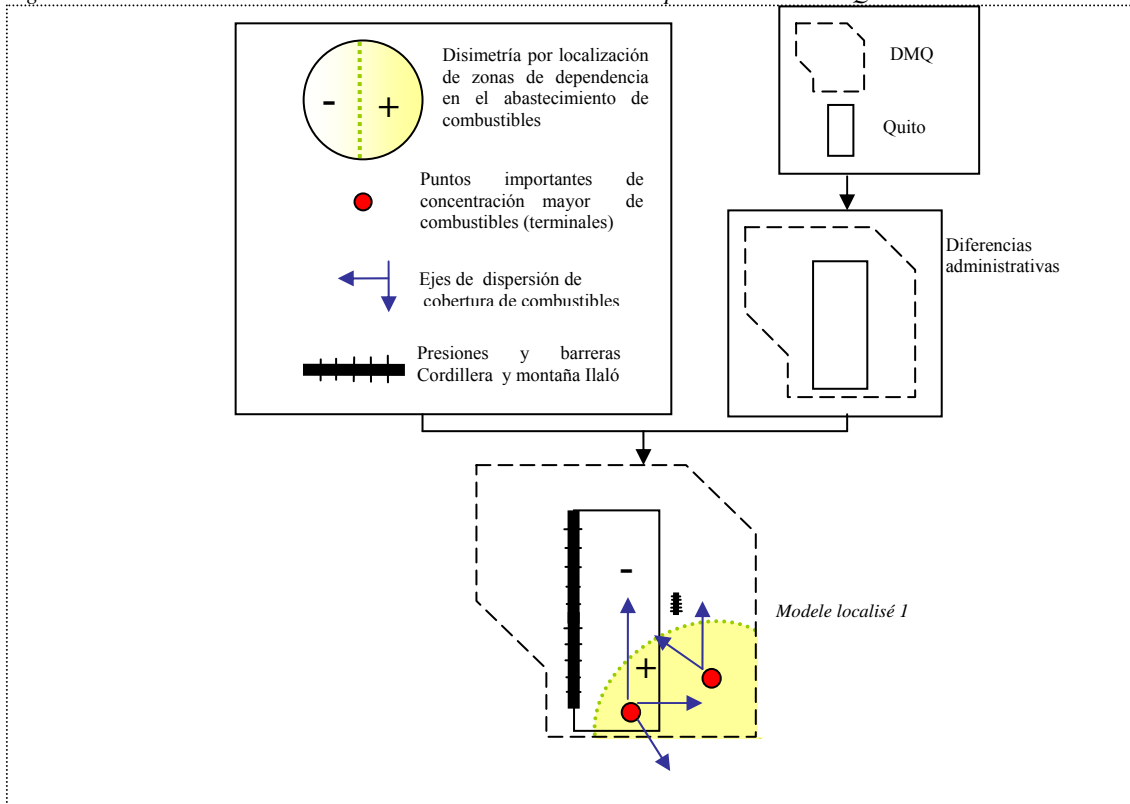 -
+
Disimetría por localización
de zonas de dependencia
en el abastecimiento de
combustibles
Puntos importantes de
concentración mayor de
combustibles (terminales)
Ejes de dispersión de
cobertura de combustibles
Presiones y barreras
Cordillera y montaña Ilaló
DMQ
Quito
Diferencias
administrativas
-
+
Modele localisé 1